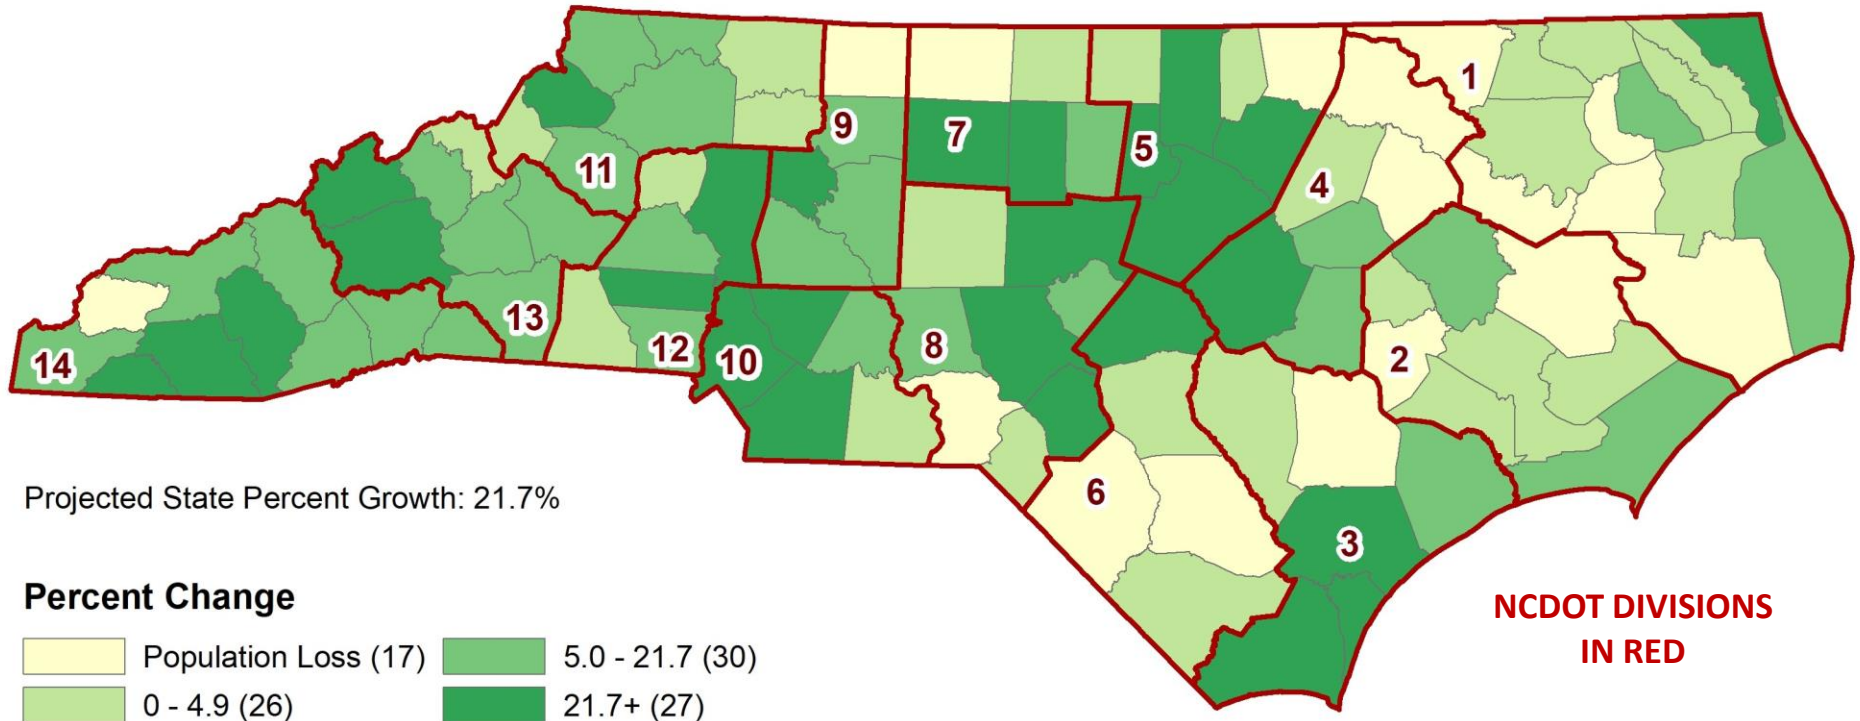 1
9
7
5
11
4
13
12
14
10
8
2
6
3
Projected State Percent Growth: 21.7%
Percent Change
Population Loss (17)
5.0 - 21.7 (30)
0 - 4.9 (26)
21.7+ (27)
NCDOT DIVISIONS
IN RED